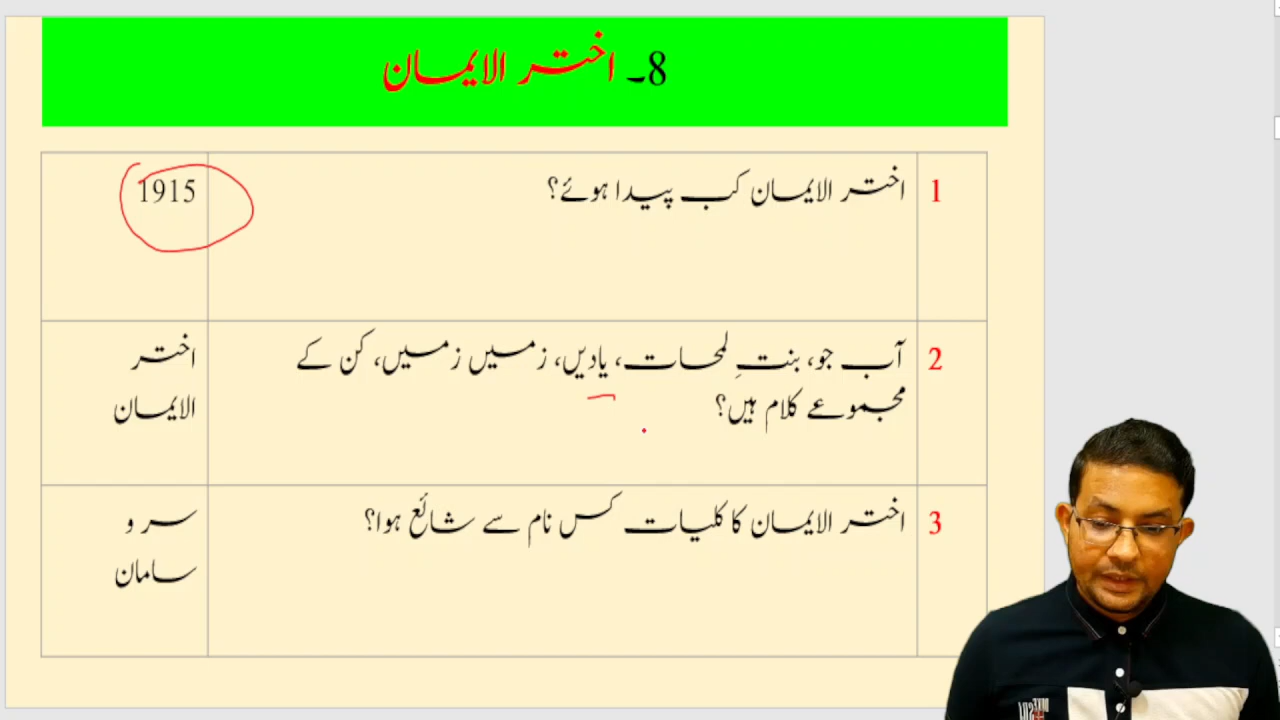 8۔ اختر الایمان
1 اختر الایمان کب پیدا ہوئے؟ 1915
2 آب جو، بنتِ لمحات، یادیں، زمیں زمیں، کن کے اختر
مجموعے کلام ہیں؟ الایمان
3 اختر الایمان کا کلیات کس نام سے شائع ہوا؟ سر و
سامان